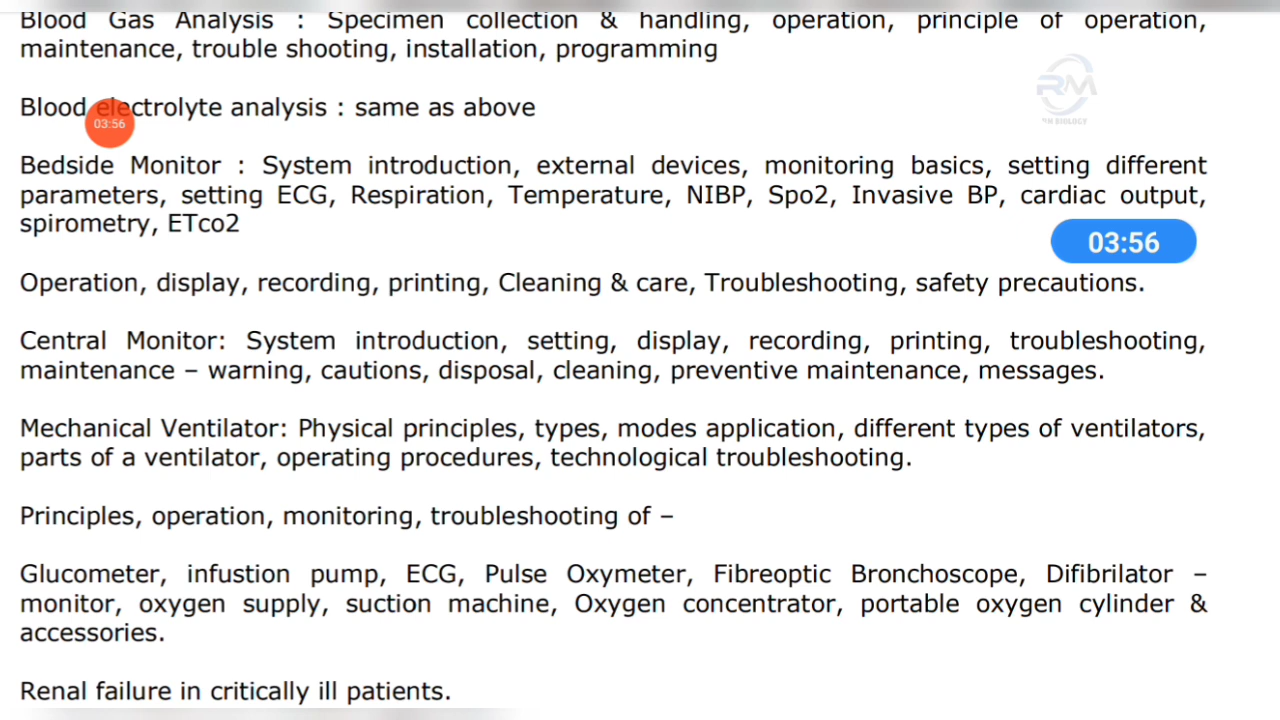 Blood Gas Analysis : Specimen collection & handling, operation, principle of operation,
maintenance, trouble shooting, installation, programming
RM
RM BIOLOGY
Blood electrolyte analysis : same as above
03:56
Bedside Monitor : System introduction, external devices, monitoring basics, setting different
parameters, setting ECG, Respiration, Temperature, NIBP, Spo2, Invasive BP, cardiac output,
spirometry, ETco2
03:56
Operation, display, recording, printing, Cleaning & care, Troubleshooting, safety precautions.
Central Monitor: System introduction, setting, display, recording, printing, troubleshooting,
maintenance – warning, cautions, disposal, cleaning, preventive maintenance, messages.
Mechanical Ventilator: Physical principles, types, modes application, different types of ventilators,
parts of a ventilator, operating procedures, technological troubleshooting.
Principles, operation, monitoring, troubleshooting of –
Glucometer, infustion pump, ECG, Pulse Oxymeter, Fibreoptic Bronchoscope, Difibrilator –
monitor, oxygen supply, suction machine, Oxygen concentrator, portable oxygen cylinder &
accessories.
Renal failure in critically ill patients.